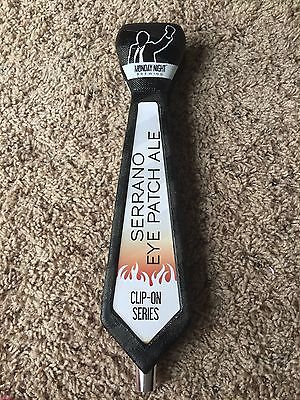 MONDAY NIGHT
BREWING
SERRANO
EYE PATCH ALE
CLIP-ON
SERIES